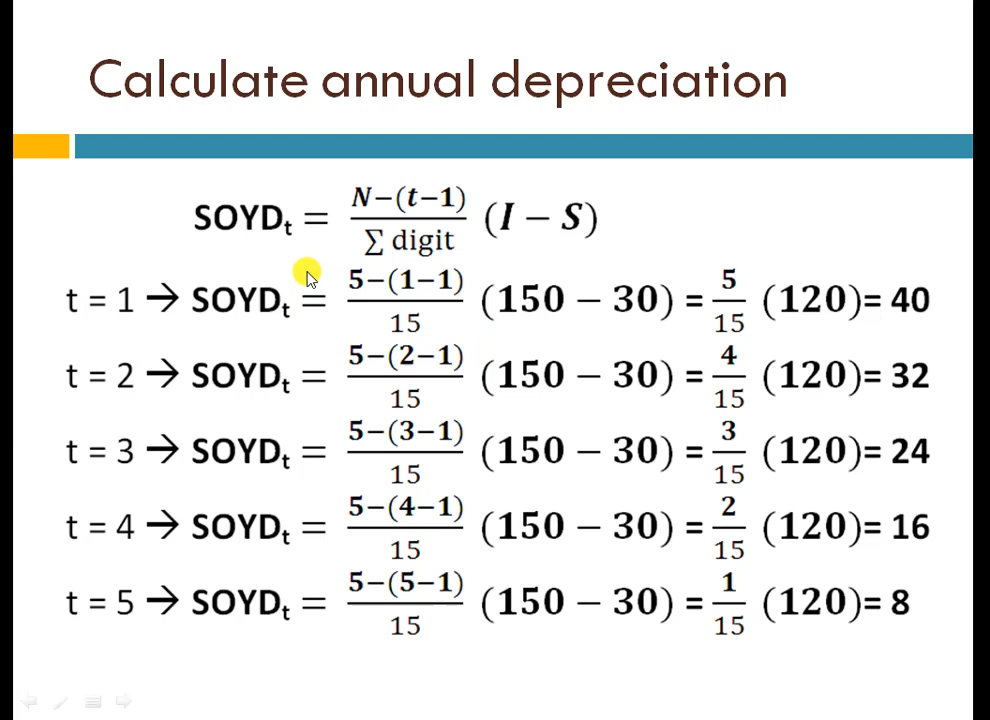 Calculate annual depreciation
SOYDₜ = N−(t−1)/∑ digit (I − S)
t = 1 → SOYDₜ = 5−(1−1)/15 (150 − 30) = 5/15 (120)= 40
t = 2 → SOYDₜ = 5−(2−1)/15 (150 − 30) = 4/15 (120)= 32
t = 3 → SOYDₜ = 5−(3−1)/15 (150 − 30) = 3/15 (120)= 24
t = 4 → SOYDₜ = 5−(4−1)/15 (150 − 30) = 2/15 (120)= 16
t = 5 → SOYDₜ = 5−(5−1)/15 (150 − 30) = 1/15 (120)= 8